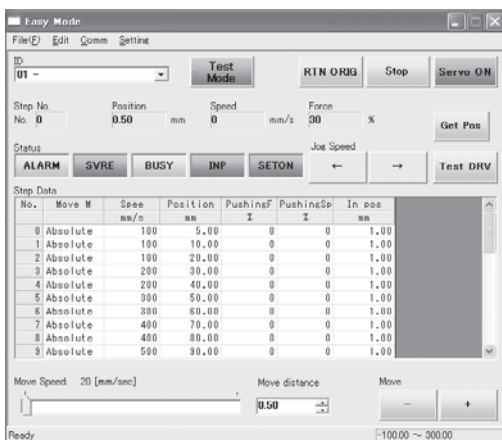 Easy Mode
File(F) Edit Comm Setting
ID
01 - Test Mode RTN ORIG Stop Servo ON
Step No. Position Speed Force
No. 0 0.50 mm 0 mm/s 30 % Get Pos
Status Jog Speed
ALARM SVRE BUSY INP SETON ← → Test DRV
Step Data
No. Move M Spee Position PushingF PushingSp In pos
mm/s mm % % mm
0 Absolute 100 5.00 0 0 1.00
1 Absolute 100 10.00 0 0 1.00
2 Absolute 100 20.00 0 0 1.00
3 Absolute 200 30.00 0 0 1.00
4 Absolute 200 40.00 0 0 1.00
5 Absolute 300 50.00 0 0 1.00
6 Absolute 300 60.00 0 0 1.00
7 Absolute 400 70.00 0 0 1.00
8 Absolute 400 80.00 0 0 1.00
9 Absolute 500 90.00 0 0 1.00
Move Speed: 20 [mm/sec] Move distance Move
0.50 - +
Ready -100.00 ~ 300.00